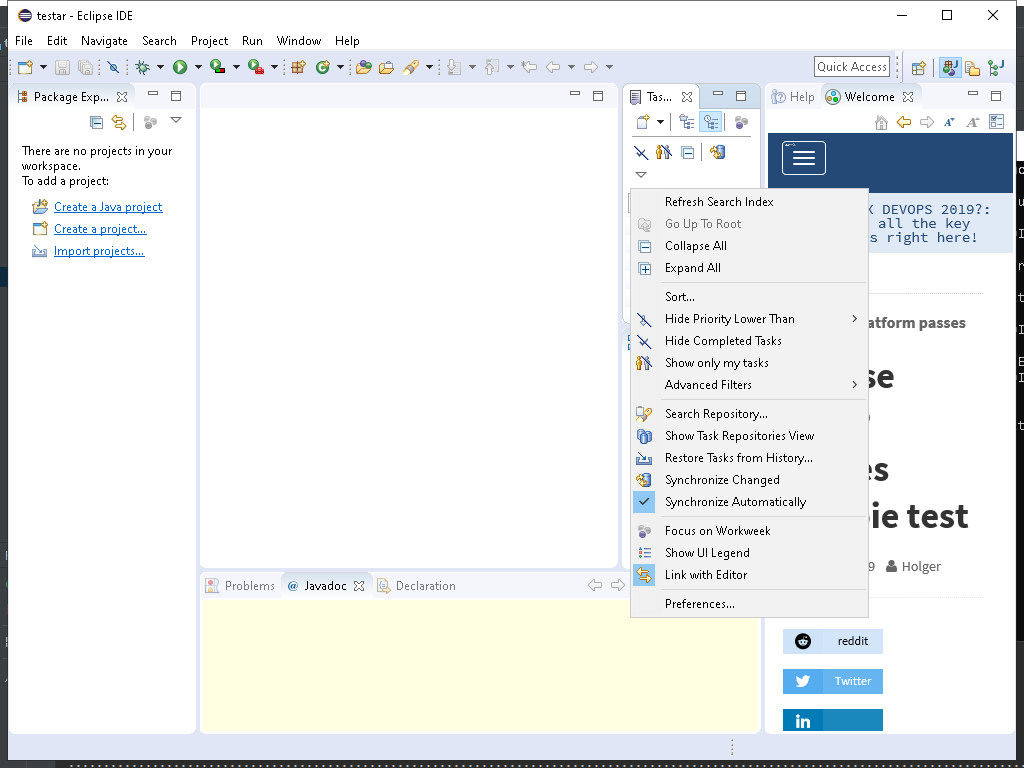 testar - Eclipse IDE
File Edit Navigate Search Project Run Window Help
Quick Access
Package Exp...
There are no projects in your
workspace.
To add a project:
Create a Java project
Create a project...
Import projects...
Tas...
Refresh Search Index
Go Up To Root
Collapse All
Expand All
Sort...
Hide Priority Lower Than
Hide Completed Tasks
Show only my tasks
Advanced Filters
Search Repository...
Show Task Repositories View
Restore Tasks from History...
Synchronize Changed
Synchronize Automatically
Focus on Workweek
Show UI Legend
Link with Editor
Preferences...
Help Welcome
X DEVOPS 2019?:
all the key
s right here!
atform passes
se
es
ie test
9 Holger
reddit
Twitter
in
Problems @ Javadoc Declaration